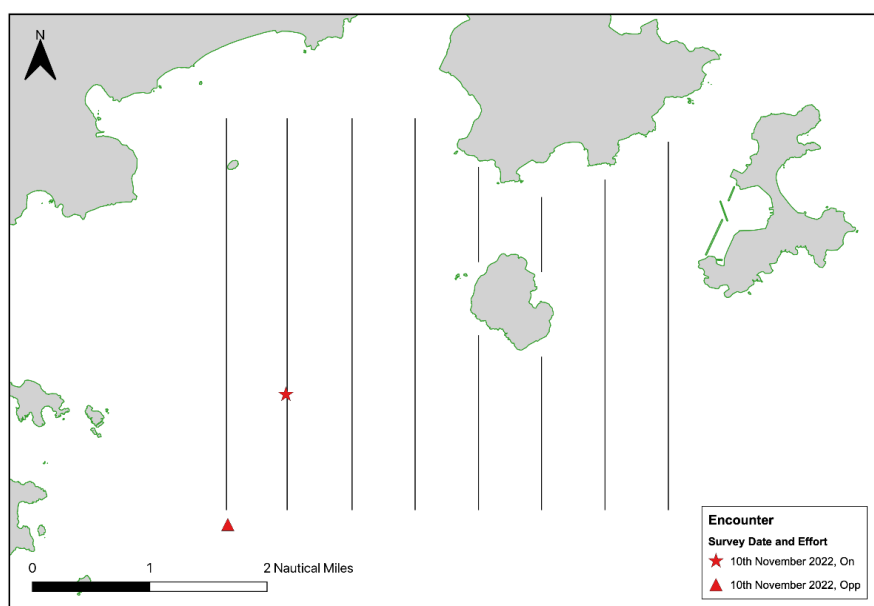 N
0
1
2 Nautical Miles
Encounter
Survey Date and Effort
10th November 2022, On
10th November 2022, Opp